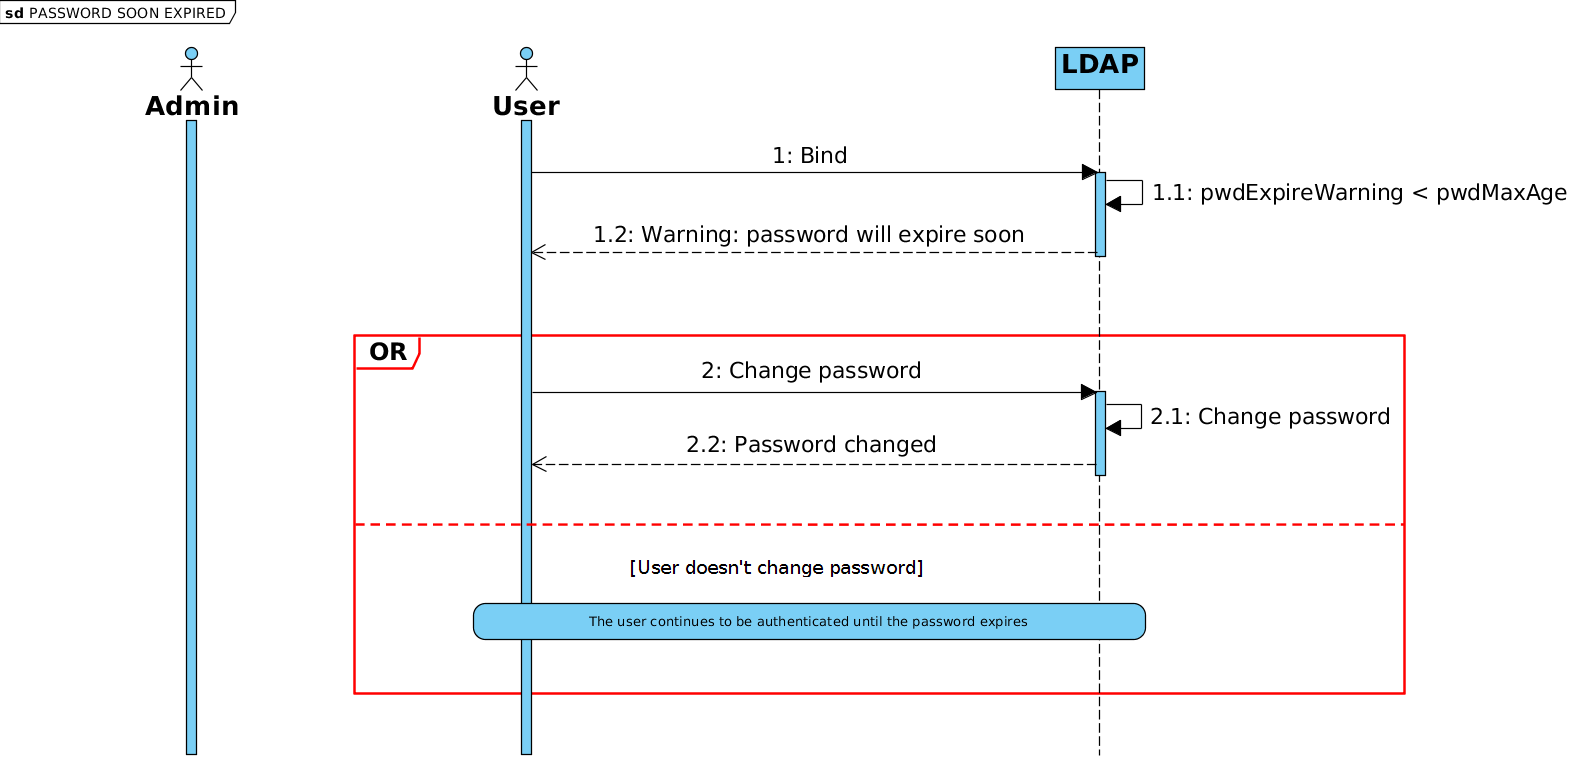 sd PASSWORD SOON EXPIRED
Admin
User
LDAP
1: Bind
1.1: pwdExpireWarning < pwdMaxAge
1.2: Warning: password will expire soon
OR
2: Change password
2.1: Change password
2.2: Password changed
[User doesn't change password]
The user continues to be authenticated until the password expires